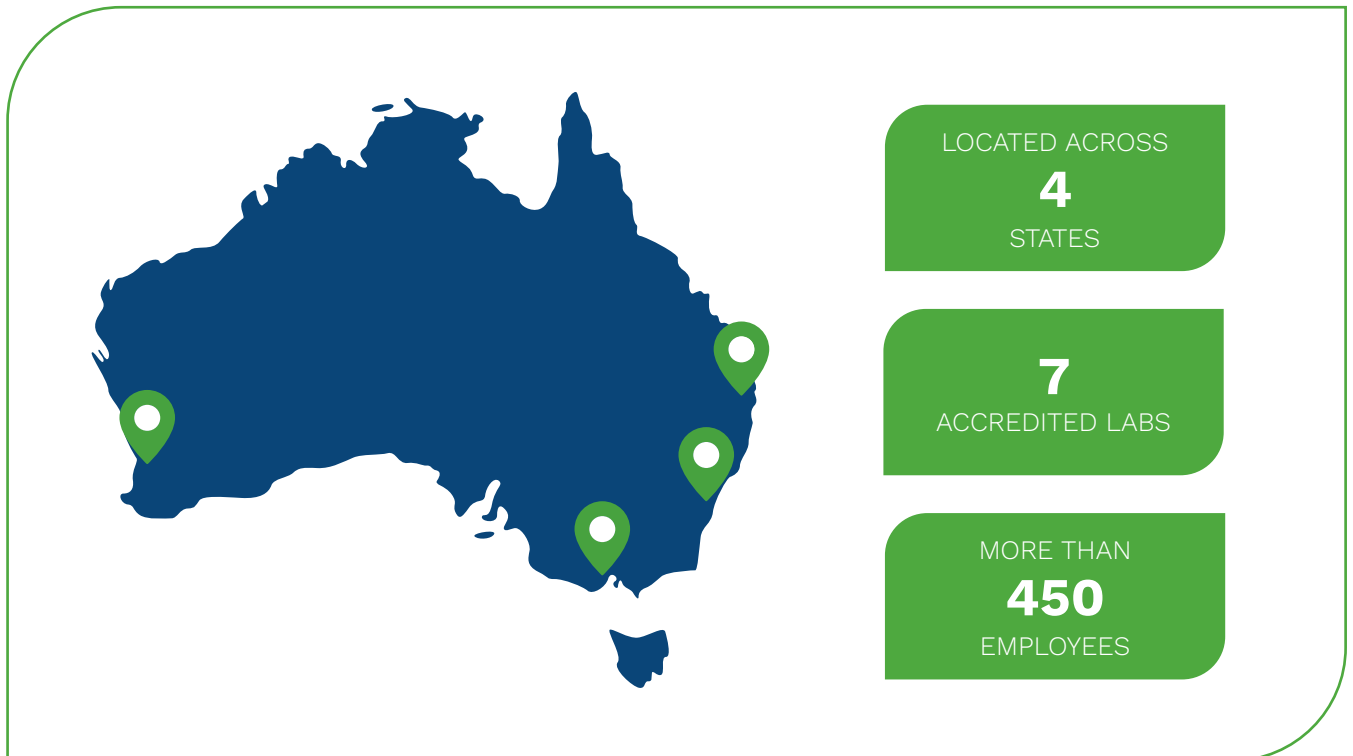 LOCATED ACROSS
4
STATES
7
ACCREDITED LABS
MORE THAN
450
EMPLOYEES